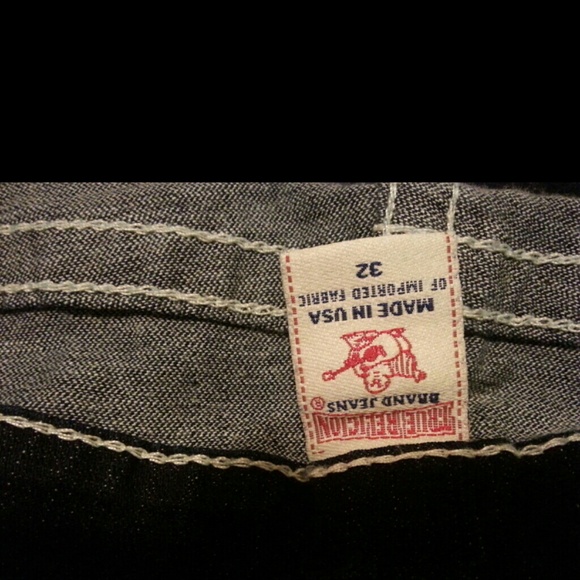 TRUE RELIGION
BRAND JEANS ®
MADE IN USA
OF IMPORTED FABRIC
32